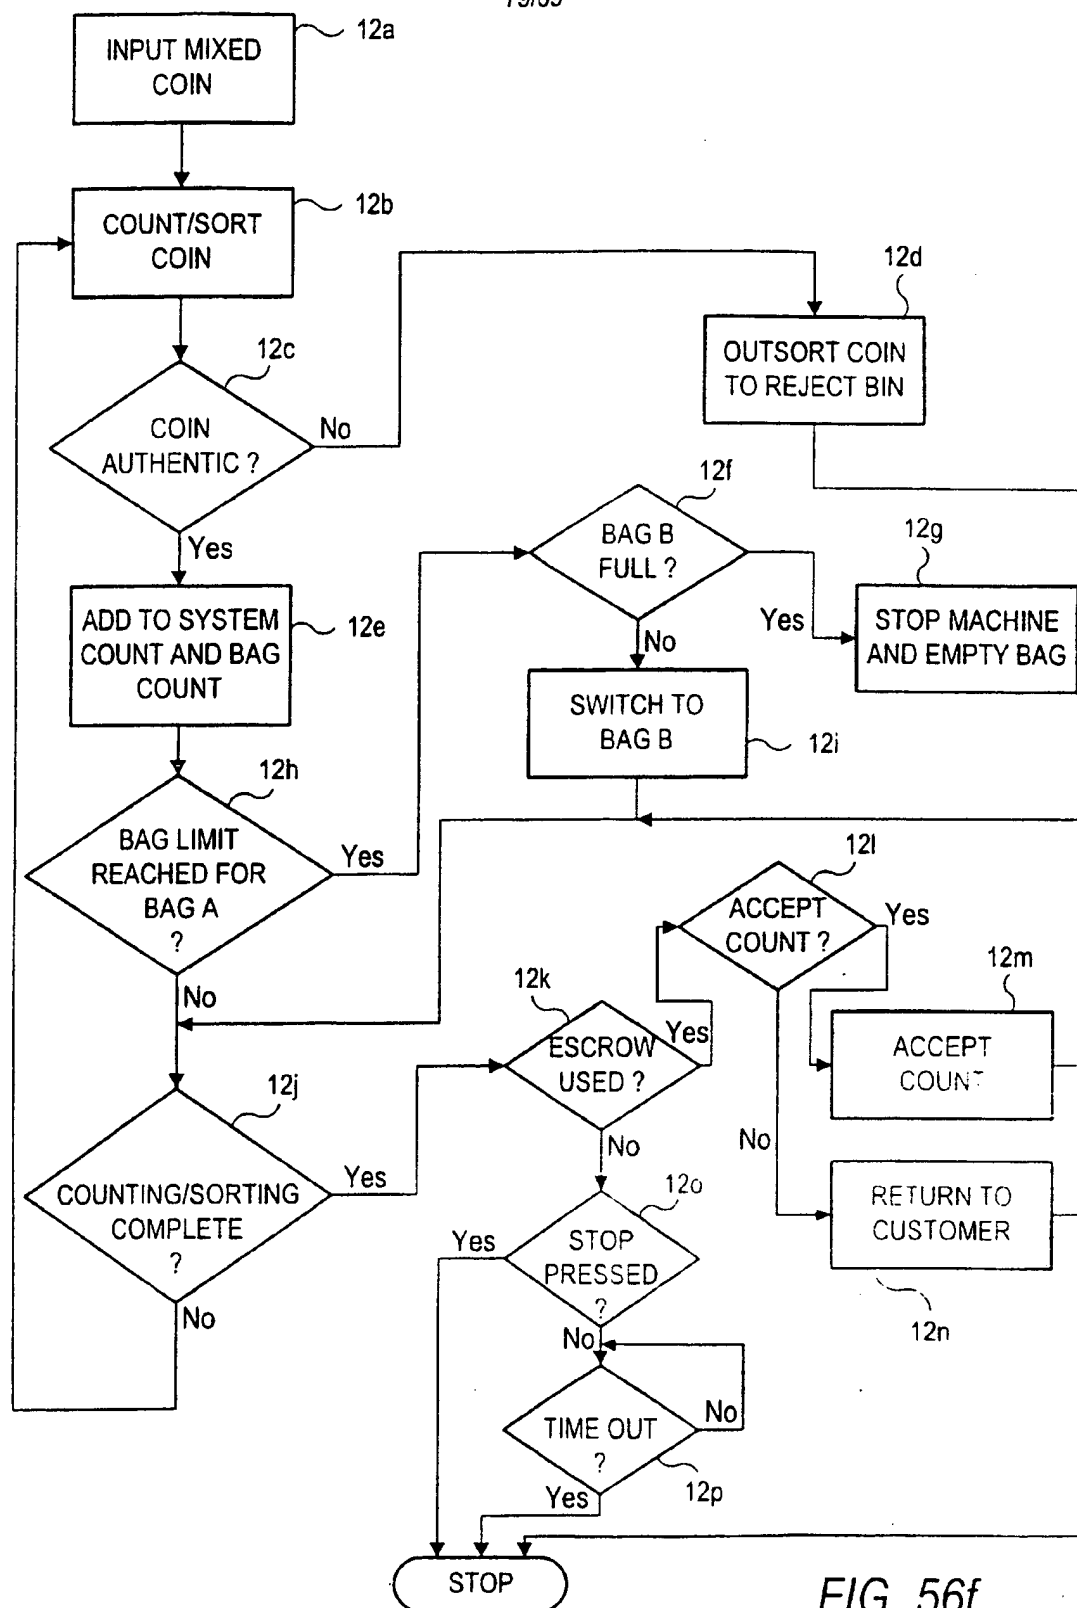 INPUT MIXED
COIN
12a
COUNT/SORT
COIN
12b
COIN
AUTHENTIC ?
12c
No
Yes
OUTSORT COIN
TO REJECT BIN
12d
ADD TO SYSTEM
COUNT AND BAG
COUNT
12e
BAG B
FULL ?
12f
Yes
No
STOP MACHINE
AND EMPTY BAG
12g
SWITCH TO
BAG B
12i
BAG LIMIT
REACHED FOR
BAG A
?
12h
Yes
No
ACCEPT
COUNT ?
12l
Yes
No
ESCROW
USED ?
12k
Yes
No
ACCEPT
COUNT
12m
COUNTING/SORTING
COMPLETE
?
12j
Yes
No
RETURN TO
CUSTOMER
12n
STOP
PRESSED
?
12o
Yes
No
TIME OUT
?
12p
No
Yes
STOP
FIG. 56f